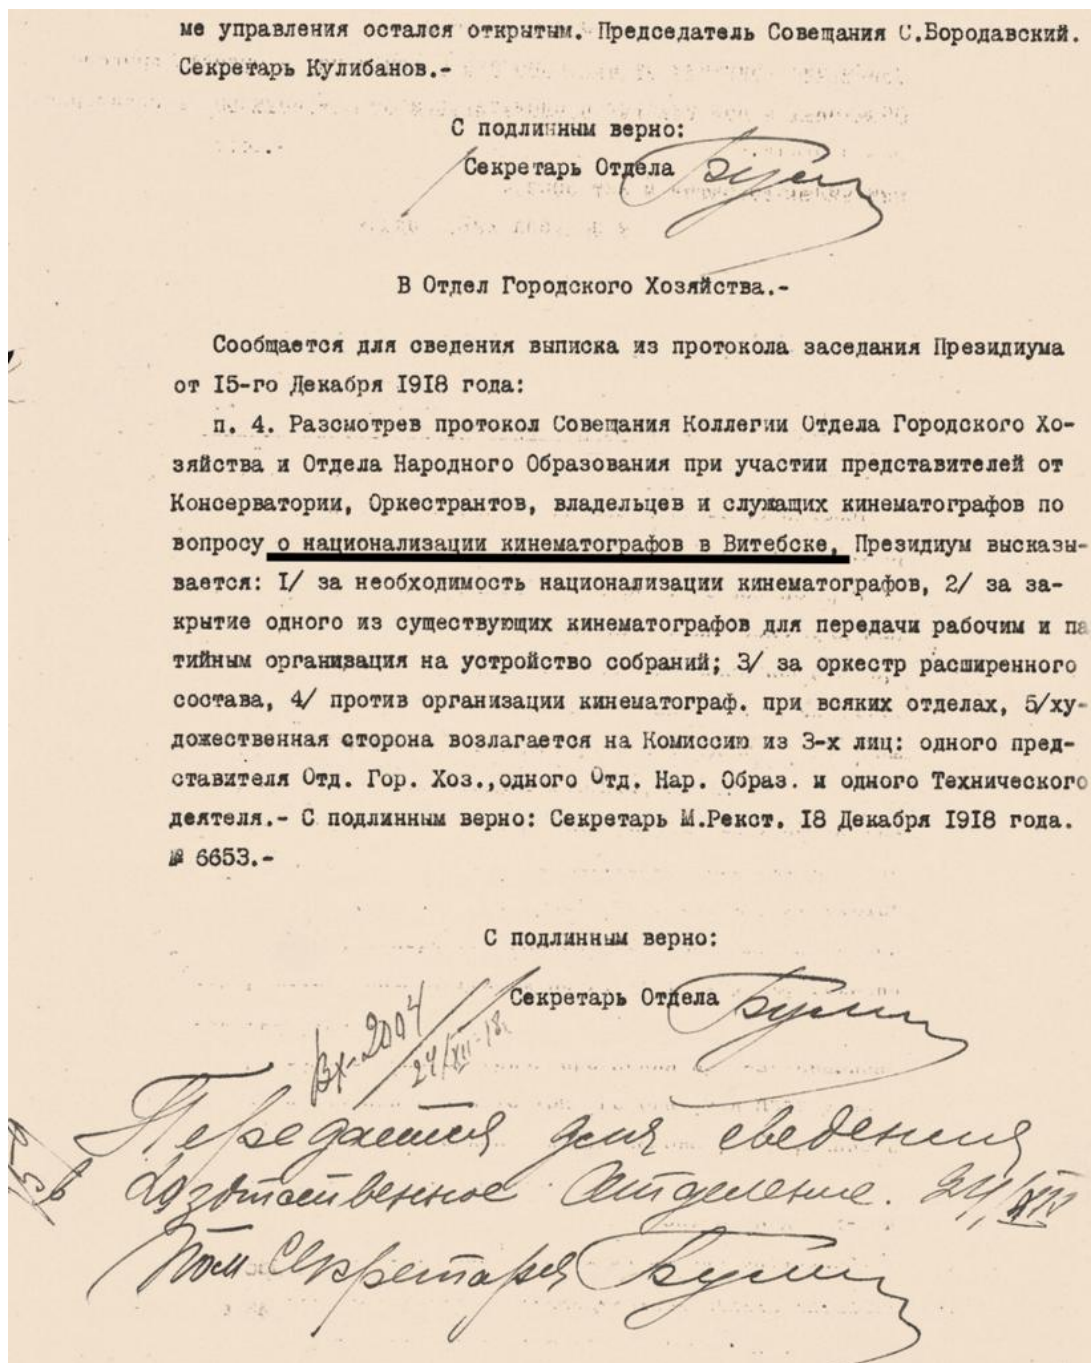 ме управления остался открытым. Председатель Совещания С.Бородавский.
Секретарь Кулибанов.-
С подлинным верно:
Секретарь Отдела
В Отдел Городского Хозяйства.-
Сообщается для сведения выписка из протокола заседания Президиума
от 15-го Декабря 1918 года:
п. 4. Разсмотрев протокол Совещания Коллегии Отдела Городского Хо-
зяйства и Отдела Народного Образования при участии представителей от
Консерватории, Оркестрантов, владельцев и служащих кинематографов по
вопросу о национализации кинематографов в Витебске, Президиум высказы-
вается: I/ за необходимость национализации кинематографов, 2/ за за-
крытие одного из существующих кинематографов для передачи рабочим и па
тийным организация на устройство собраний; 3/ за оркестр расширенного
состава, 4/ против организации кинематограф. при всяких отделах, 5/ху-
дожественная сторона возлагается на Комиссию из 3-х лиц: одного пред-
ставителя Отд. Гор. Хоз.,одного Отд. Нар. Образ. и одного Технического
деятеля.- С подлинным верно: Секретарь М.Рекст. 18 Декабря 1918 года.
№ 6653.-
С подлинным верно:
Секретарь Отдела
Вх-2004
24/XII-18.
Передается для сведения
в Хозяйственное Отделение. 24/XII
Пом Секретаря